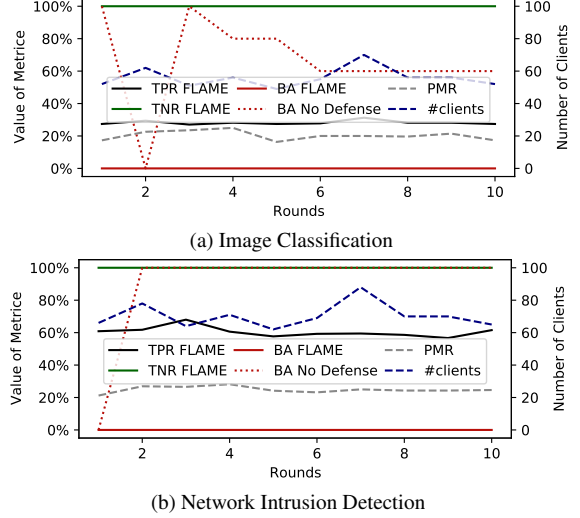 100%
80%
60%
40%
20%
0%
Value of Metrice
100
80
60
40
20
0
Number of Clients
TPR FLAME BA FLAME PMR
TNR FLAME BA No Defense #clients
2 4 6 8 10
Rounds
(a) Image Classification
100%
80%
60%
40%
20%
0%
Value of Metrice
100
80
60
40
20
0
Number of Clients
TPR FLAME BA FLAME PMR
TNR FLAME BA No Defense #clients
2 4 6 8 10
Rounds
(b) Network Intrusion Detection